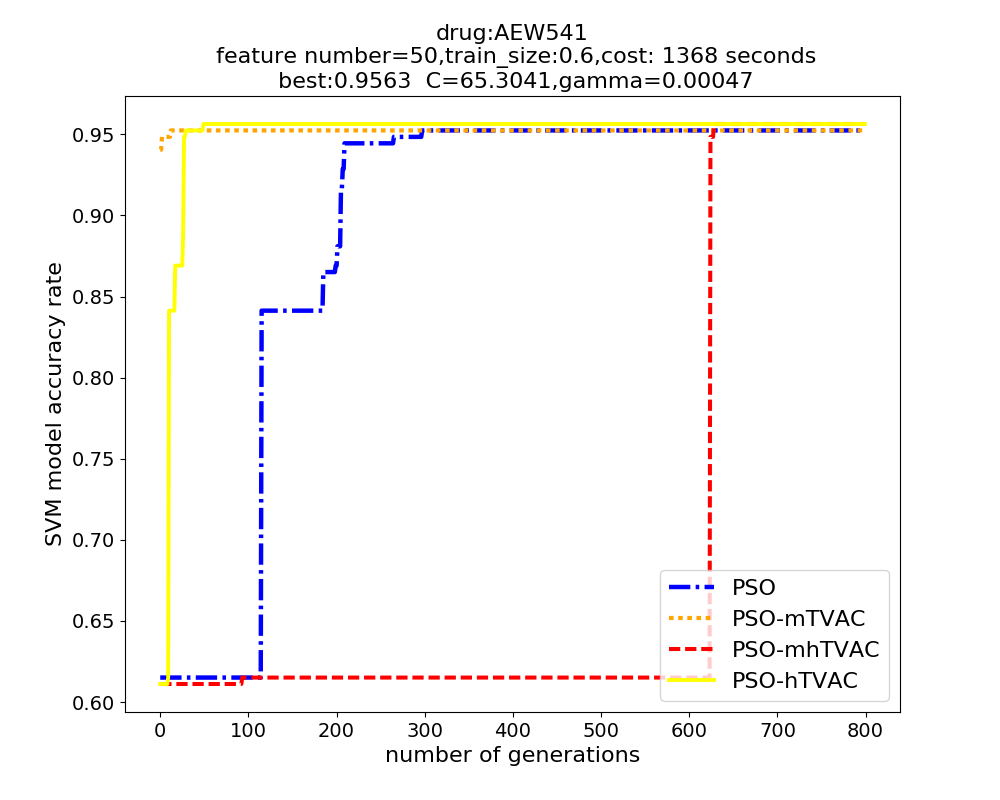 drug:AEW541
feature number=50,train_size:0.6,cost: 1368 seconds
best:0.9563  C=65.3041,gamma=0.00047
SVM model accuracy rate
0.95
0.90
0.85
0.80
0.75
0.70
0.65
0.60
PSO
PSO-mTVAC
PSO-mhTVAC
PSO-hTVAC
0 100 200 300 400 500 600 700 800
number of generations